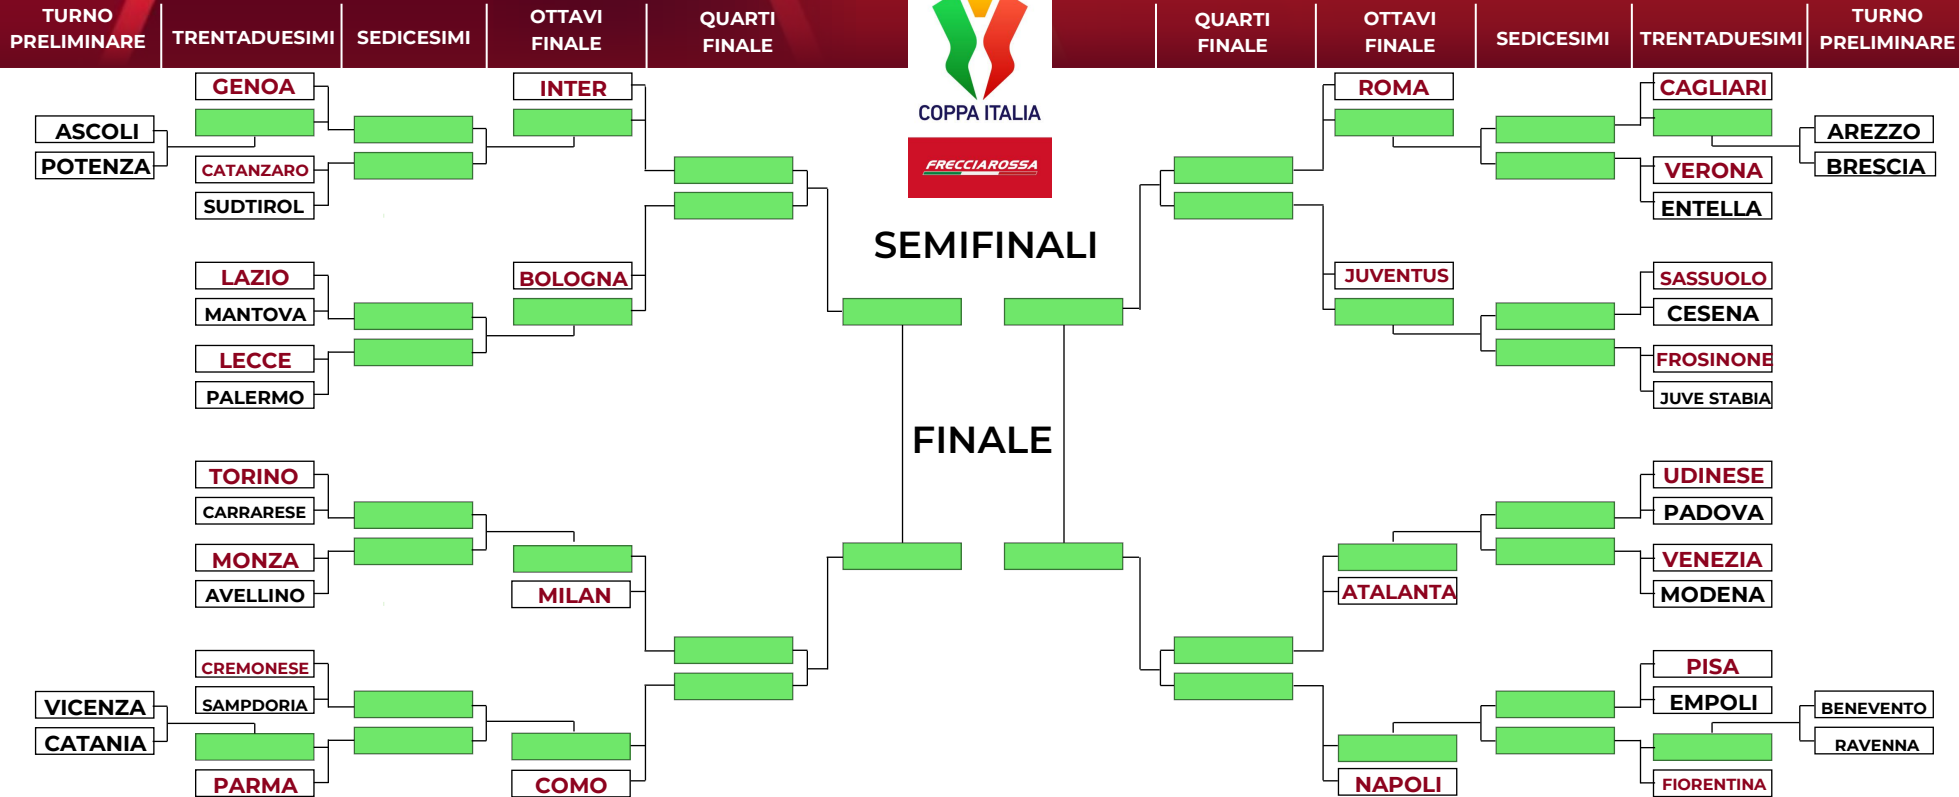 TURNO
PRELIMINARE
TRENTADUESIMI
SEDICESIMI
OTTAVI
FINALE
QUARTI
FINALE
COPPA ITALIA
FRECCIAROSSA
QUARTI
FINALE
OTTAVI
FINALE
SEDICESIMI
TRENTADUESIMI
TURNO
PRELIMINARE
ASCOLI
POTENZA
VICENZA
CATANIA
GENOA
CATANZARO
SUDTIROL
LAZIO
MANTOVA
LECCE
PALERMO
TORINO
CARRARESE
MONZA
AVELLINO
CREMONESE
SAMPDORIA
PARMA
INTER
BOLOGNA
MILAN
COMO
SEMIFINALI
FINALE
ROMA
JUVENTUS
ATALANTA
NAPOLI
CAGLIARI
VERONA
ENTELLA
SASSUOLO
CESENA
FROSINONE
JUVE STABIA
UDINESE
PADOVA
VENEZIA
MODENA
PISA
EMPOLI
FIORENTINA
AREZZO
BRESCIA
BENEVENTO
RAVENNA